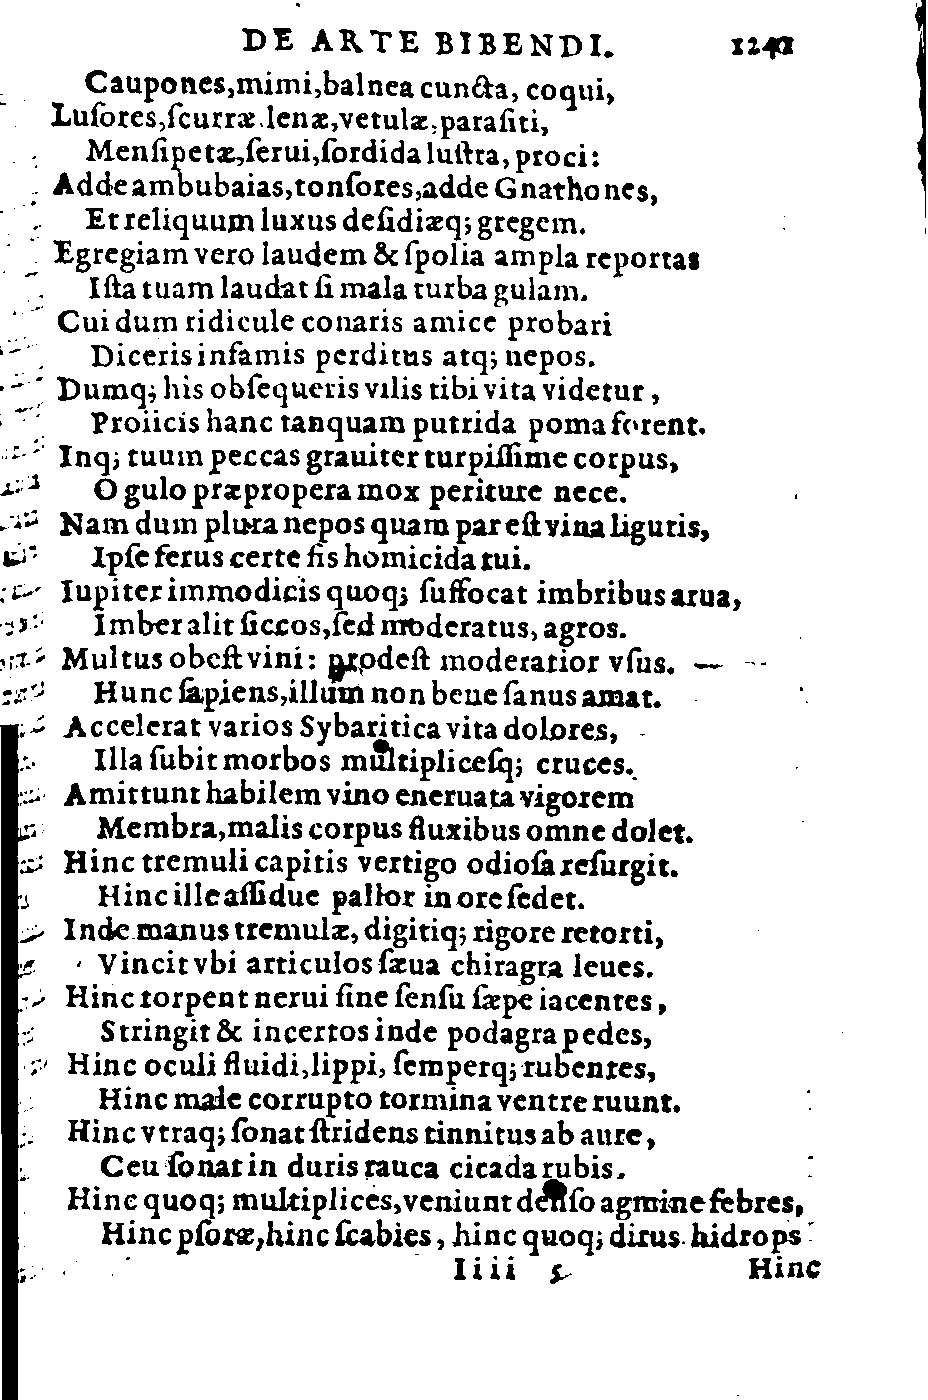 DE ARTE BIBENDI.
Caupones,mimi,balnea cuncta, coqui,
Luſores,ſcurræ.lenæ,vetulæ,paraſiti,
Menſipetæ,ſerui,ſordida luſtra, proci:
Adde ambubaias,tonſores,adde Gnathones,
Et reliquum luxus deſidiæq; gregem.
Egregiam vero laudem & ſpolia ampla reportas
Iſta tuam laudat ſi mala turba gulam.
Cui dum ridicule conaris amice probari
Diceris infamis perditus atq; nepos.
Dumq; his obſequeris vilis tibi vita videtur,
Proiicis hanc tanquam putrida poma forent.
Inq; tuum peccas grauiter turpiſſime corpus,
O gulo præpropera mox periture nece.
Nam dum plura nepos quam par eſt vina liguris,
Ipſe ferus certe fis homicida tui.
Iupiter immodicis quoq; ſuffocat imbribus arua,
Imber alit ſiccos,ſed moderatus, agros.
Multus obeſt vini: prodeſt moderatior vſus.
Hunc ſapiens,illum non bene ſanus amat.
Accelerat varios Sybaritica vita dolores,
Illa ſubit morbos multipliceſq; cruces.
Amittunt habilem vino eneruata vigorem
Membra,malis corpus fluxibus omne dolet.
Hinc tremuli capitis vertigo odioſa reſurgit.
Hinc ille aſſidue pallor in ore ſedet.
Inde manus tremulæ, digitiq; rigore retorti,
Vincit vbi articulos ſæua chiragra leues.
Hinc torpent nerui ſine ſenſu ſæpe iacentes,
Stringit & incertos inde podagra pedes,
Hinc oculi fluidi,lippi, ſemperq; rubentes,
Hinc male corrupto tormina ventre ruunt.
Hinc vtraq; ſonat ſtridens tinnitus ab aure,
Ceu ſonat in duris rauca cicada rubis.
Hinc quoq; multiplices,veniunt denſo agmine febres,
Hinc pſoræ,hinc ſcabies, hinc quoq; dirus hidrops
Iiii
Hinc